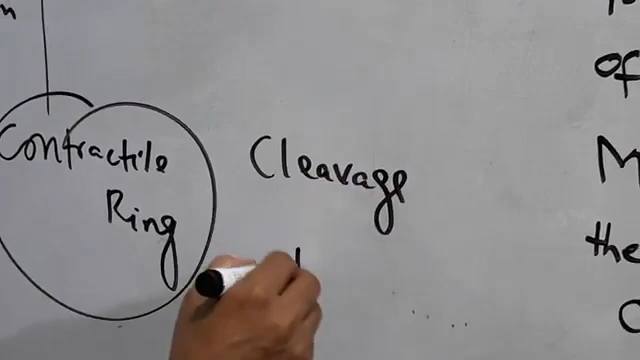 Contractile
Ring
Cleavage
of
the